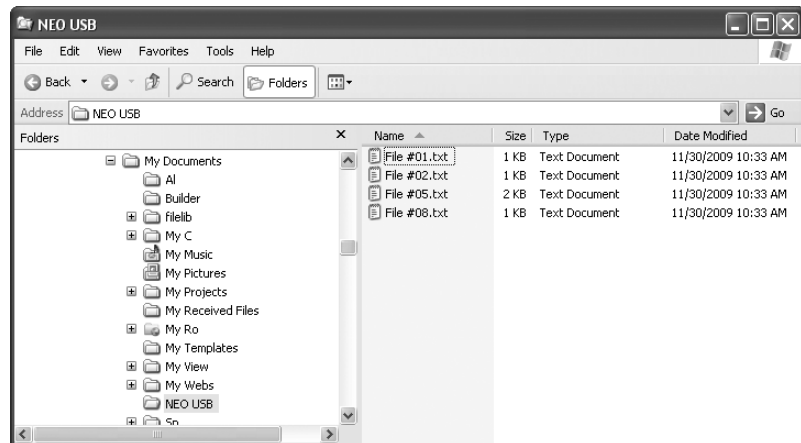 NEO USB
File Edit View Favorites Tools Help
Back Search Folders
Address NEO USB Go
Folders
My Documents
Al
Builder
filelib
My C
My Music
My Pictures
My Projects
My Received Files
My Ro
My Templates
My View
My Webs
NEO USB
Sp
Name Size Type Date Modified
File #01.txt 1 KB Text Document 11/30/2009 10:33 AM
File #02.txt 1 KB Text Document 11/30/2009 10:33 AM
File #05.txt 2 KB Text Document 11/30/2009 10:33 AM
File #08.txt 1 KB Text Document 11/30/2009 10:33 AM